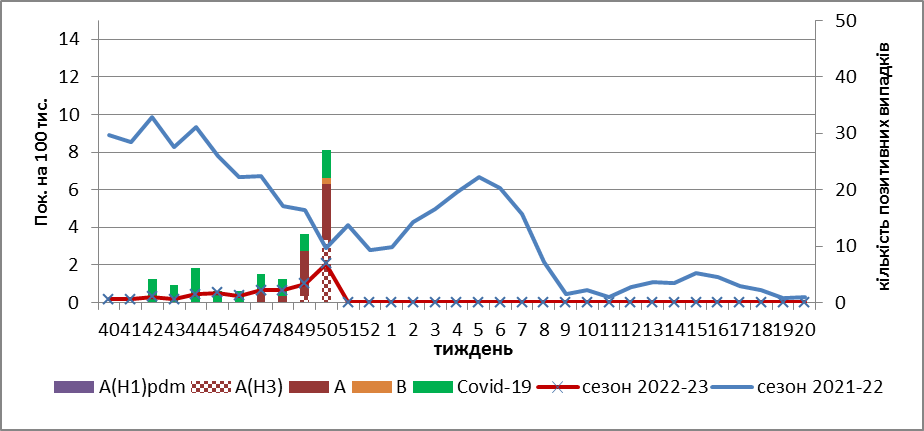 Пок. на 100 тис.
14
12
10
8
6
4
2
0
50
40
30
20
10
0
кількість позитивних випадків
40 41 42 43 44 45 46 47 48 49 50 51 52 1 2 3 4 5 6 7 8 9 10 11 12 13 14 15 16 17 18 19 20
тиждень
A(H1)pdm A(H3) A B Covid-19 сезон 2022-23 сезон 2021-22